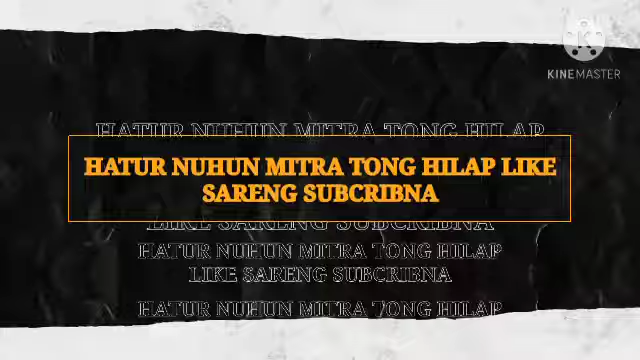 KINEMASTER
HATUR NUHUN MITRA TONG HILAP
HATUR NUHUN MITRA TONG HILAP LIKE
SARENG SUBCRIBNA
LIKE SARENG SUBCRIBNA
HATUR NUHUN MITRA TONG HILAP
LIKE SARENG SUBCRIBNA
HATUR NUHUN MITRA TONG HILAP